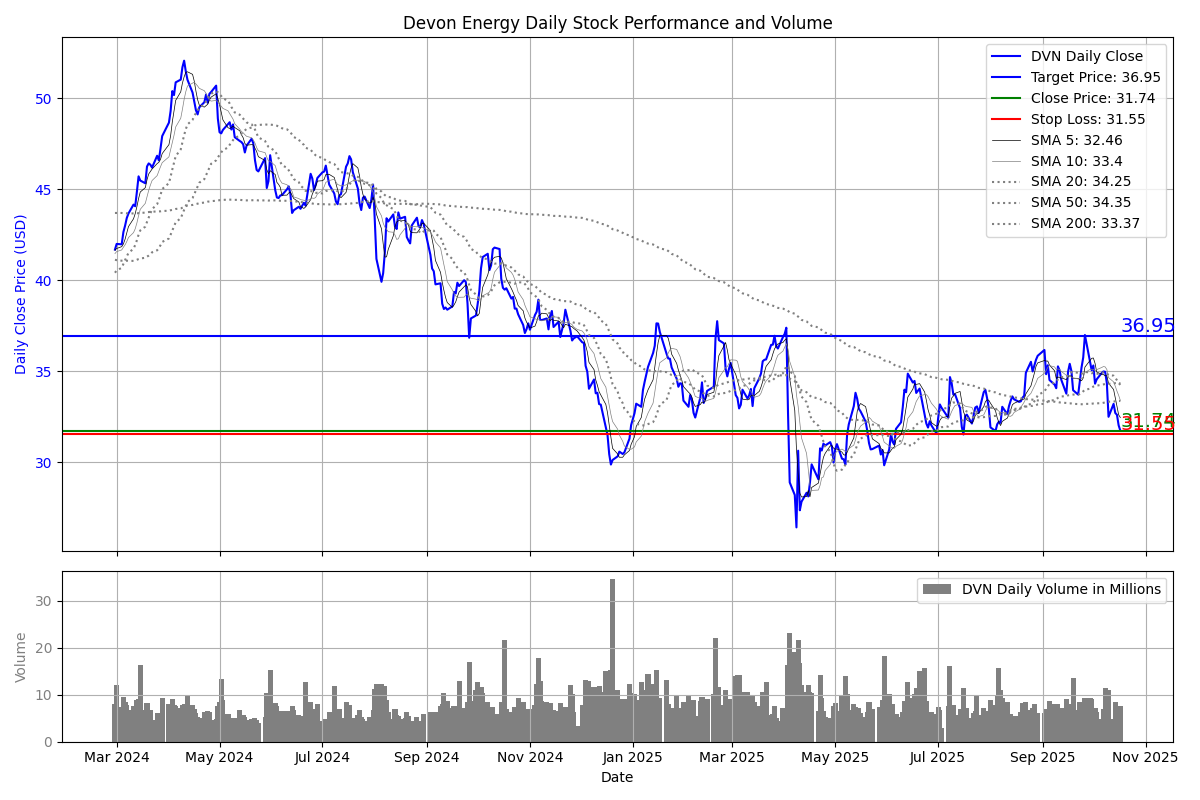 Devon Energy Daily Stock Performance and Volume
DVN Daily Close
Target Price: 36.95
Close Price: 31.74
Stop Loss: 31.55
SMA 5: 32.46
SMA 10: 33.4
SMA 20: 34.25
SMA 50: 34.35
SMA 200: 33.37
Daily Close Price (USD)
50
45
40
35
30
36.95
31.74
31.55
DVN Daily Volume in Millions
Volume
30
20
10
0
Mar 2024 May 2024 Jul 2024 Sep 2024 Nov 2024 Jan 2025 Mar 2025 May 2025 Jul 2025 Sep 2025 Nov 2025
Date